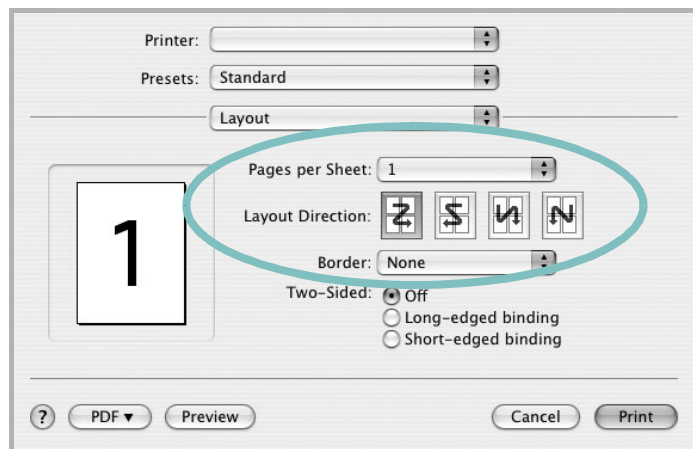 Printer:
Presets: Standard
Layout
Pages per Sheet: 1
Layout Direction:
Border: None
1
Two-Sided: Off
Long-edged binding
Short-edged binding
? PDF▼ Preview Cancel Print